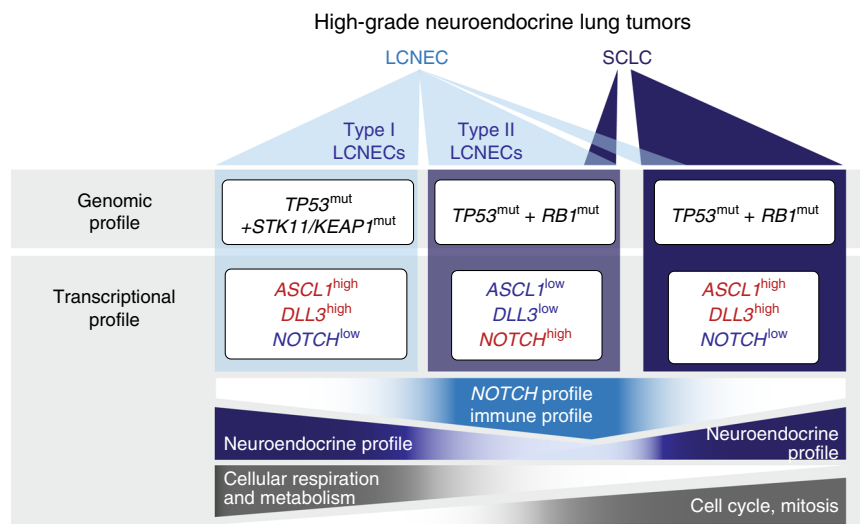 High-grade neuroendocrine lung tumors
LCNEC
SCLC
Type I
LCNECs
Type II
LCNECs
Genomic
profile
TP53mut
+STK11/KEAP1mut
TP53mut + RB1mut
TP53mut + RB1mut
Transcriptional
profile
ASCL1high
DLL3high
NOTCHlow
ASCL1low
DLL3low
NOTCHhigh
ASCL1high
DLL3high
NOTCHlow
NOTCH profile
immune profile
Neuroendocrine profile
Neuroendocrine
profile
Cellular respiration
and metabolism
Cell cycle, mitosis